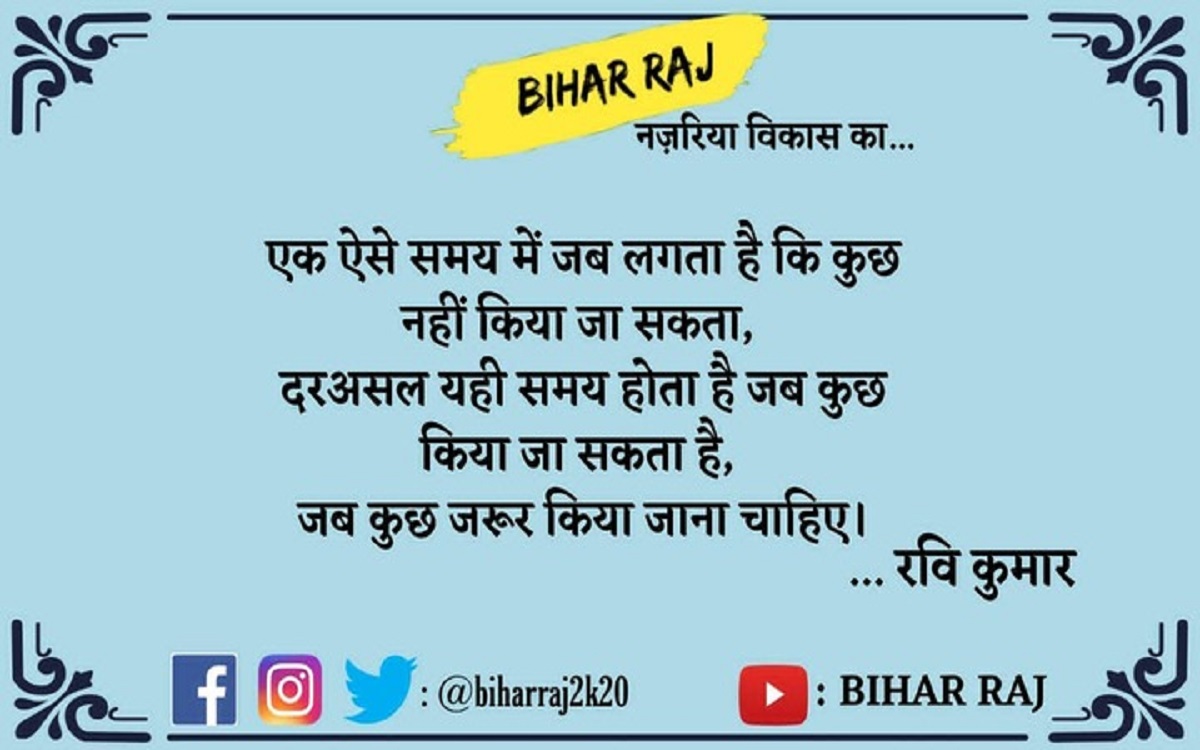 BIHAR RAJ
नज़रिया विकास का...
एक ऐसे समय में जब लगता है कि कुछ
नहीं किया जा सकता,
दरअसल यही समय होता है जब कुछ
किया जा सकता है,
जब कुछ जरूर किया जाना चाहिए।
... रवि कुमार
: @biharraj2k20 : BIHAR RAJ